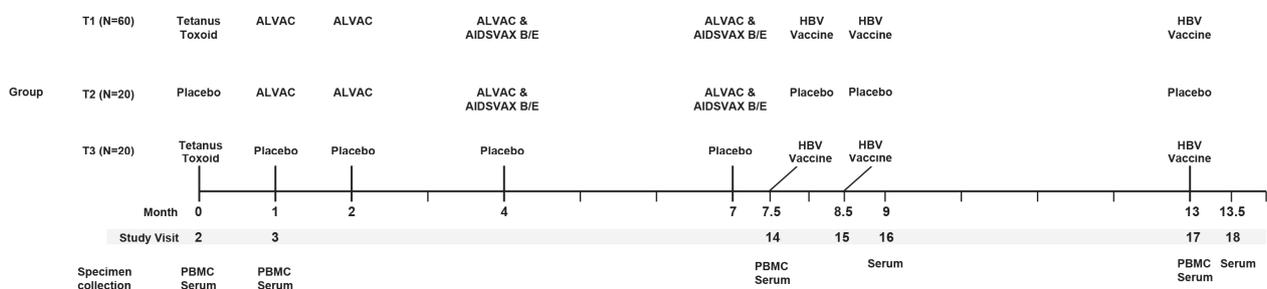 T1 (N=60) Tetanus Toxoid ALVAC ALVAC ALVAC & AIDSVAX B/E ALVAC & AIDSVAX B/E HBV Vaccine HBV Vaccine HBV Vaccine
Group T2 (N=20) Placebo ALVAC ALVAC ALVAC & AIDSVAX B/E ALVAC & AIDSVAX B/E Placebo Placebo Placebo
T3 (N=20) Tetanus Toxoid Placebo Placebo Placebo Placebo HBV Vaccine HBV Vaccine HBV Vaccine
Month 0 1 2 4 7 7.5 8.5 9 13 13.5
Study Visit 2 3 14 15 16 17 18
Specimen collection PBMC Serum PBMC Serum PBMC Serum Serum PBMC Serum Serum